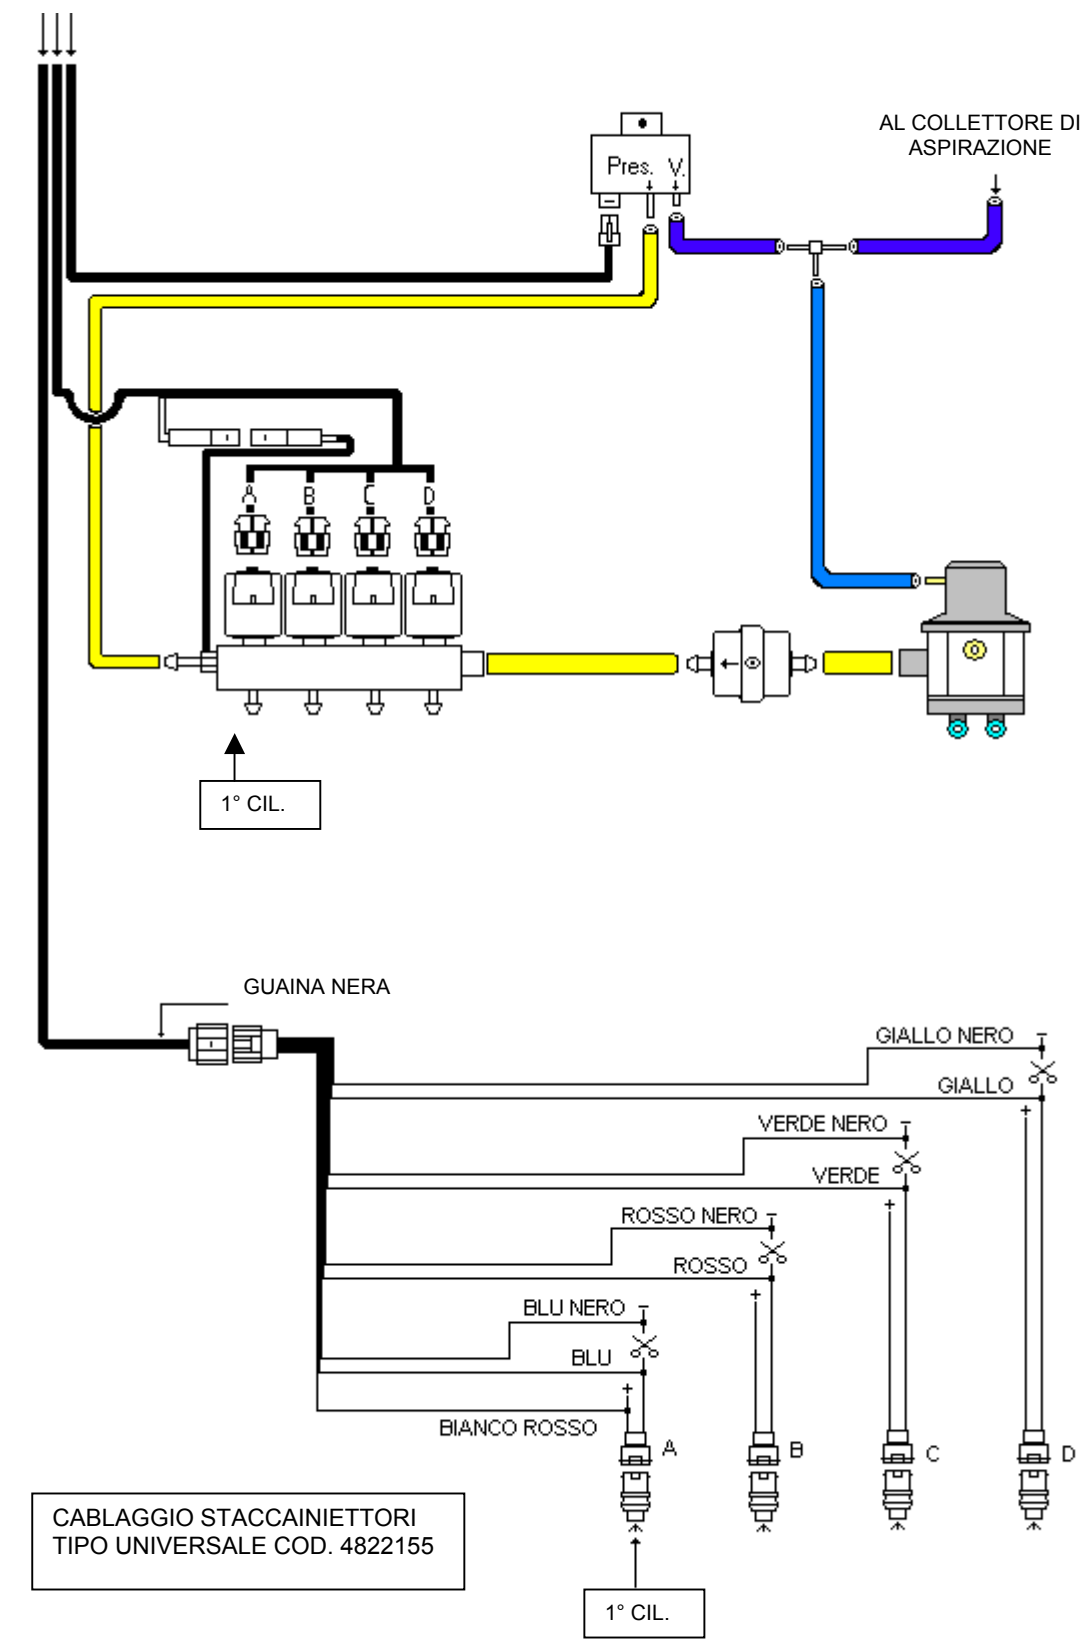 AL COLLETTORE DI
ASPIRAZIONE
Pres. V.
A B C D
1° CIL.
GUAINA NERA
GIALLO NERO -
GIALLO
+
VERDE NERO -
VERDE
+
ROSSO NERO -
ROSSO
+
BLU NERO -
BLU
+
BIANCO ROSSO
A B C D
CABLAGGIO STACCAINIETTORI
TIPO UNIVERSALE COD. 4822155
1° CIL.